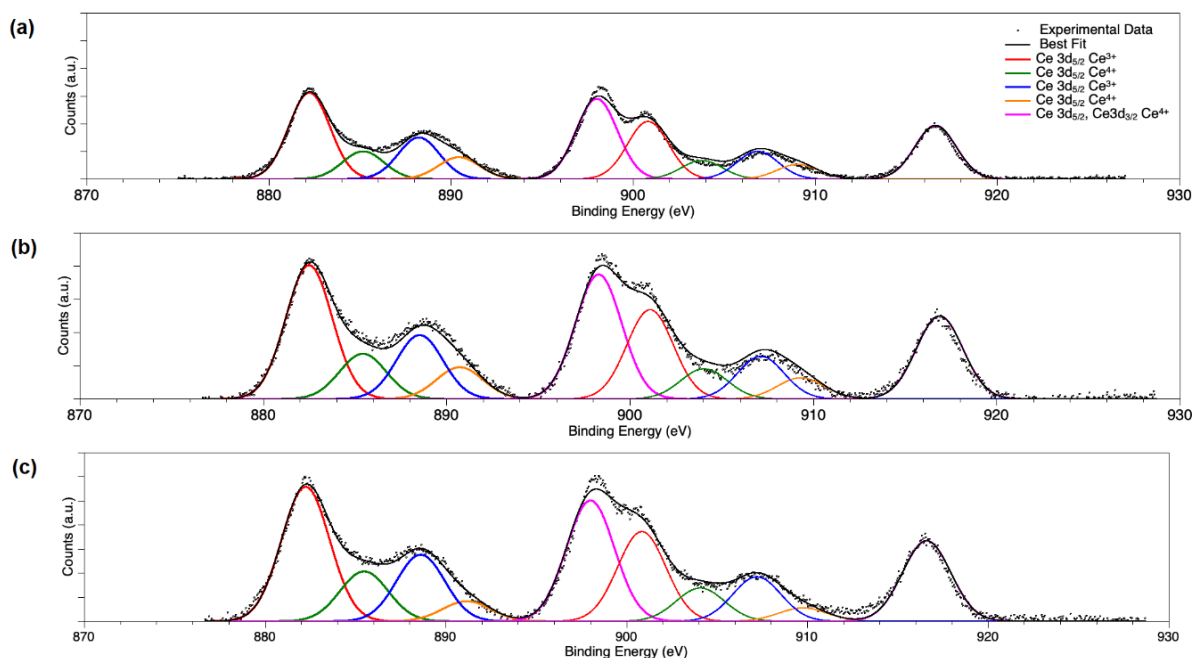 (a)
Counts (a.u.)
Experimental Data
Best Fit
Ce 3d5/2 Ce3+
Ce 3d5/2 Ce4+
Ce 3d5/2 Ce3+
Ce 3d5/2 Ce4+
Ce 3d5/2, Ce3d3/2 Ce4+
870 880 890 900 910 920 930
Binding Energy (eV)
(b)
Counts (a.u.)
870 880 890 900 910 920 930
Binding Energy (eV)
(c)
Counts (a.u.)
870 880 890 900 910 920 930
Binding Energy (eV)